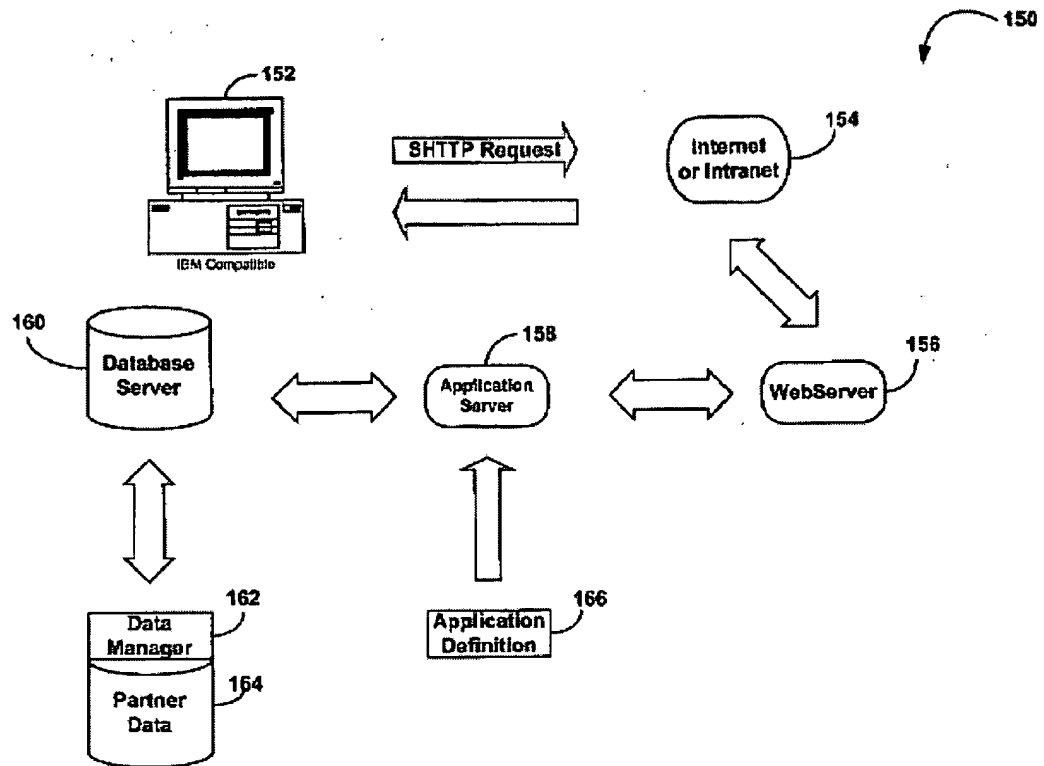 150
152
SHTTP Request
Internet
or Intranet
154
IBM Compatible
160
Database
Server
158
Application
Server
156
WebServer
162
Data
Manager
164
Partner
Data
166
Application
Definition